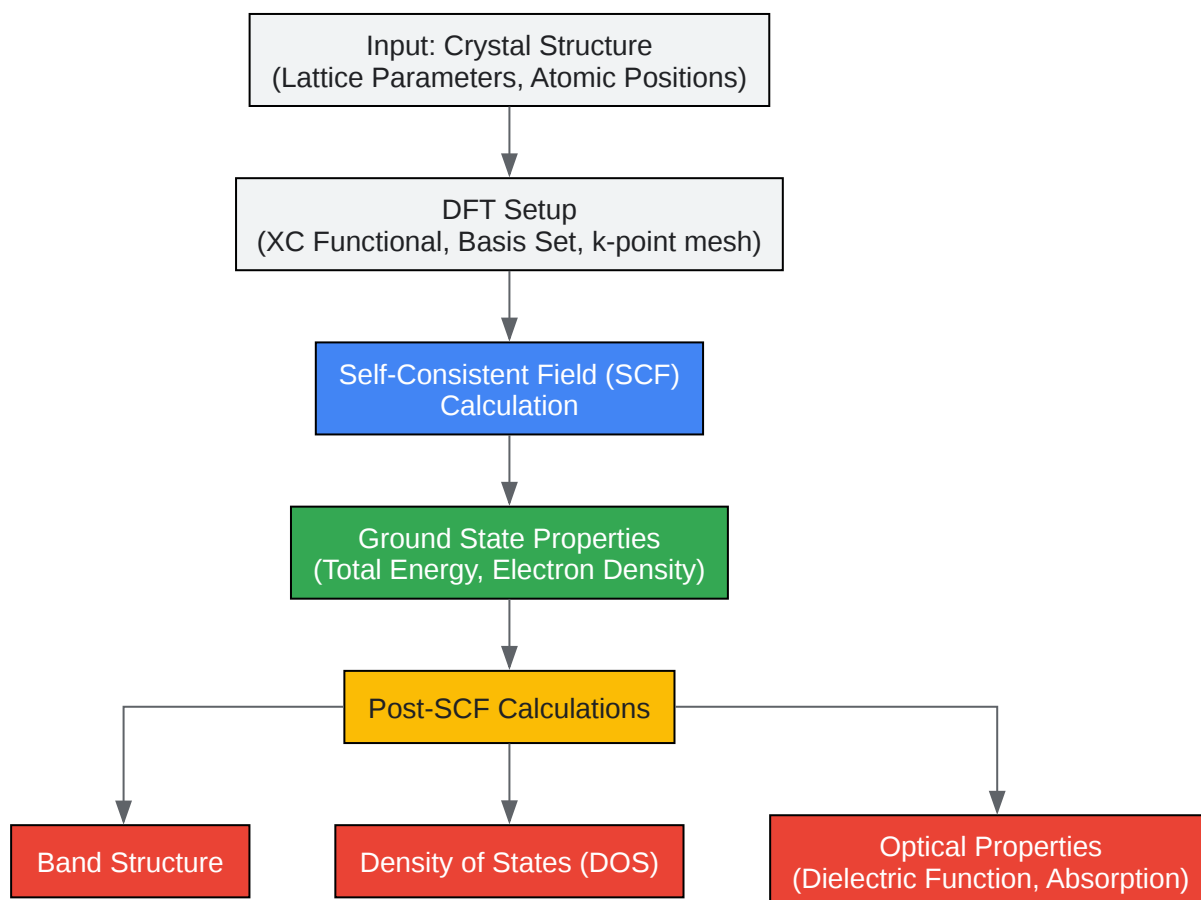 Input: Crystal Structure
(Lattice Parameters, Atomic Positions)
DFT Setup
(XC Functional, Basis Set, k-point mesh)
Self-Consistent Field (SCF)
Calculation
Ground State Properties
(Total Energy, Electron Density)
Post-SCF Calculations
Band Structure
Density of States (DOS)
Optical Properties
(Dielectric Function, Absorption)